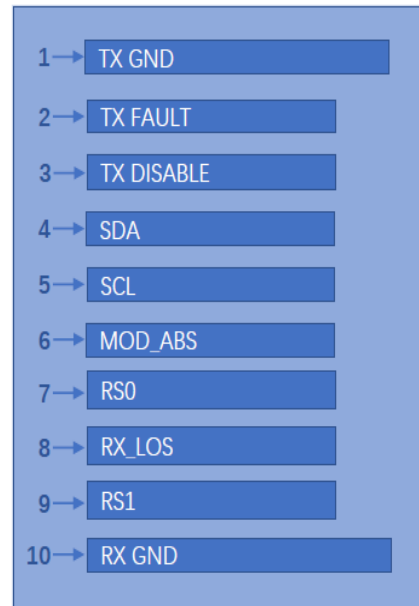 1 TX GND
2 TX FAULT
3 TX DISABLE
4 SDA
5 SCL
6 MOD_ABS
7 RS0
8 RX_LOS
9 RS1
10 RX GND